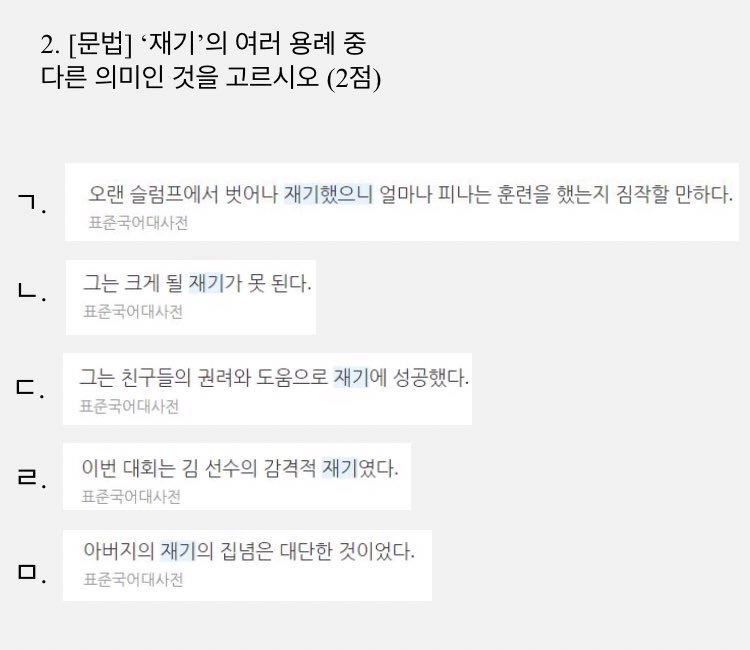 2. [문법] ‘재기’의 여러 용례 중
다른 의미인 것을 고르시오 (2점)
ㄱ. 오랜 슬럼프에서 벗어나 재기했으니 얼마나 피나는 훈련을 했는지 짐작할 만하다.
표준국어대사전
ㄴ. 그는 크게 될 재기가 못 된다.
표준국어대사전
ㄷ. 그는 친구들의 권려와 도움으로 재기에 성공했다.
표준국어대사전
ㄹ. 이번 대회는 김 선수의 감격적 재기였다.
표준국어대사전
ㅁ. 아버지의 재기의 집념은 대단한 것이었다.
표준국어대사전